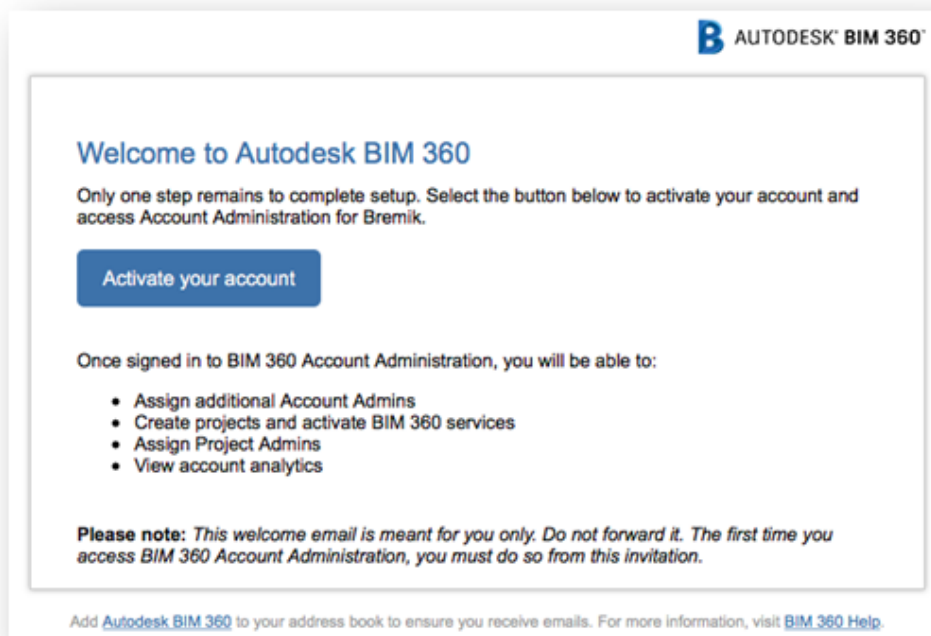 AUTODESK® BIM 360™
Welcome to Autodesk BIM 360
Only one step remains to complete setup. Select the button below to activate your account and
access Account Administration for Bremik.
Activate your account
Once signed in to BIM 360 Account Administration, you will be able to:
• Assign additional Account Admins
• Create projects and activate BIM 360 services
• Assign Project Admins
• View account analytics
Please note: This welcome email is meant for you only. Do not forward it. The first time you
access BIM 360 Account Administration, you must do so from this invitation.
Add Autodesk BIM 360 to your address book to ensure you receive emails. For more information, visit BIM 360 Help.